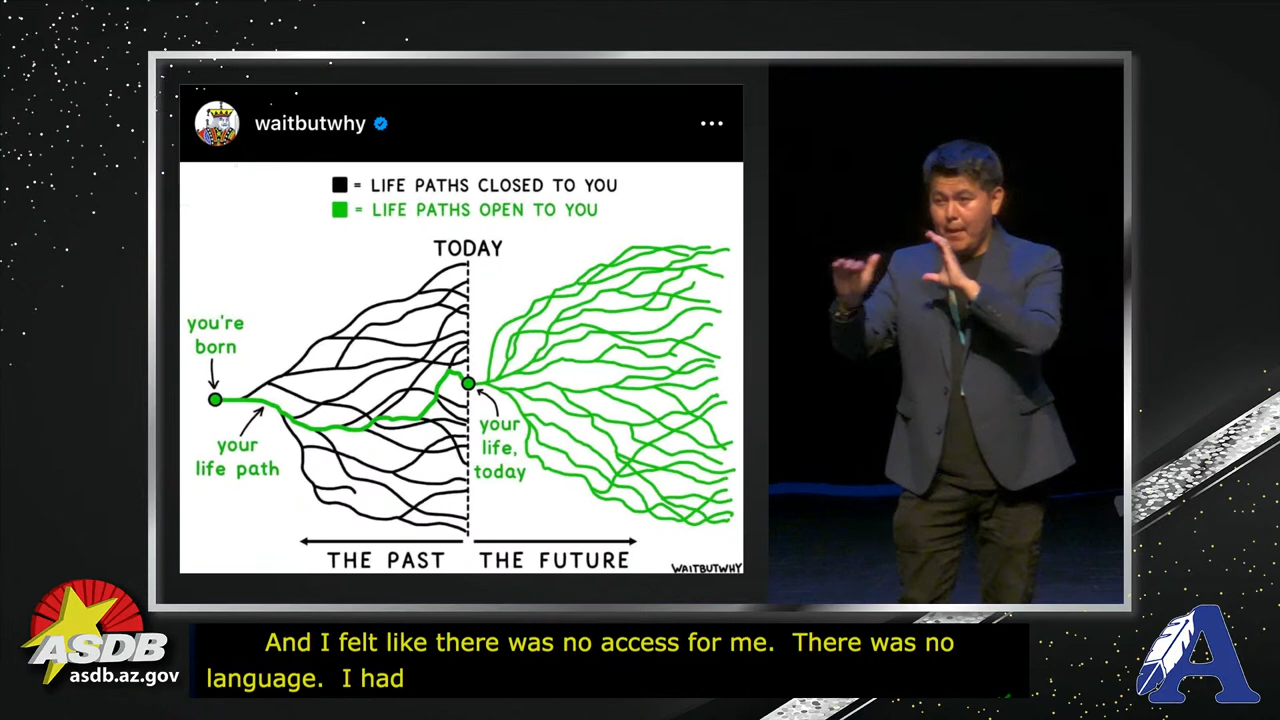 waitbutwhy
= LIFE PATHS CLOSED TO YOU
= LIFE PATHS OPEN TO YOU
TODAY
you're
born
your
life path
your
life,
today
THE PAST
THE FUTURE
WAITBUTWHY
ASDB
asdb.az.gov
And I felt like there was no access for me. There was no
language. I had
A